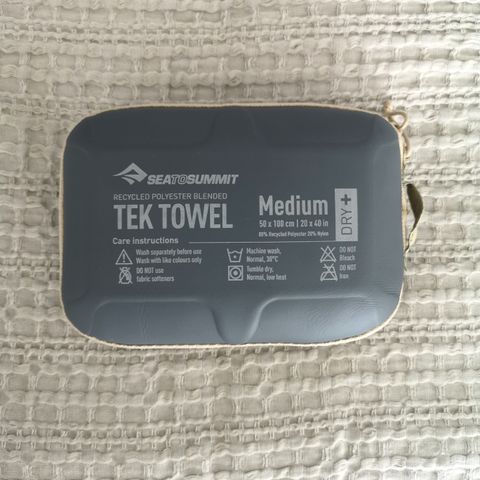 SEATOSUMMIT
RECYCLED POLYESTER BLENDED
TEK TOWEL
Medium
50 x 100 cm | 20 x 40 in
80% Recycled Polyester 20% Nylon
DRY+
Care instructions
Wash separately before use
Wash with like colours only
DO NOT use
fabric softeners
Machine wash,
Normal, 30°C
Tumble dry,
Normal, low heat
DO NOT
Bleach
DO NOT
Iron